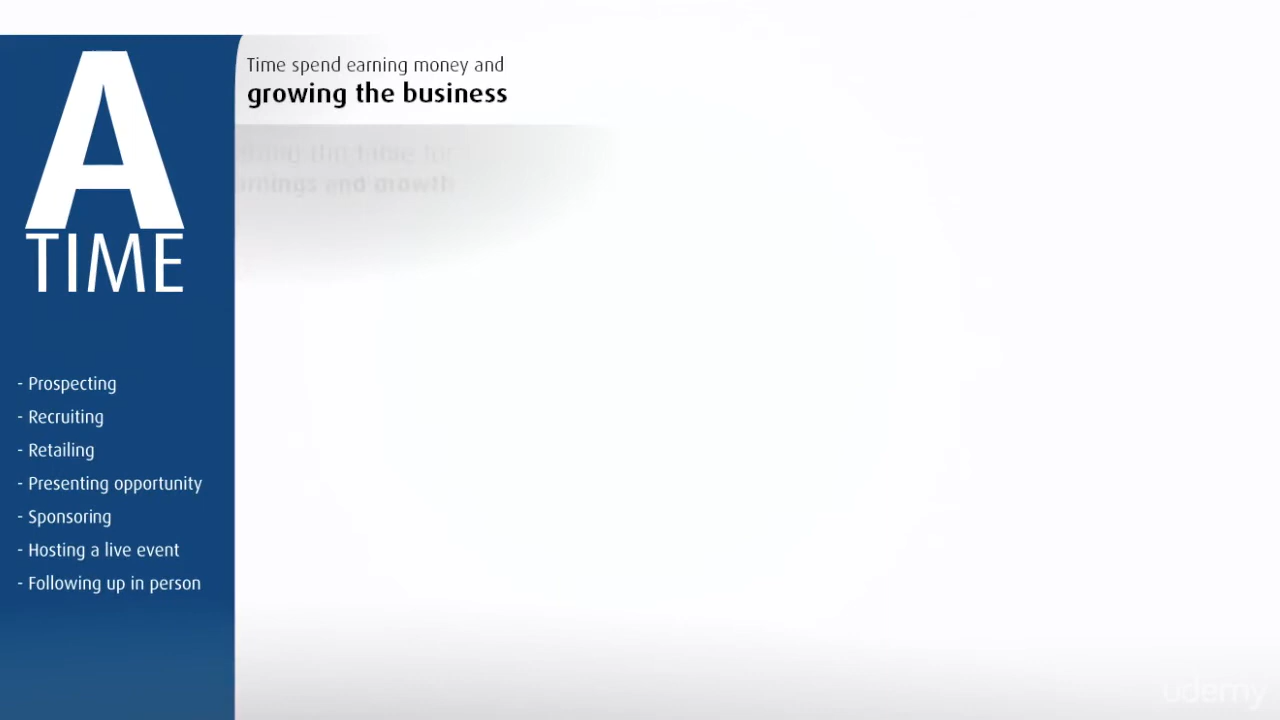 A
TIME
Time spend earning money and
growing the business
- Prospecting
- Recruiting
- Retailing
- Presenting opportunity
- Sponsoring
- Hosting a live event
- Following up in person
udemy